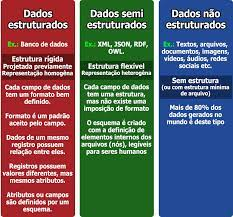 Dados
estruturados
Ex.: Banco de dados
Estrutura rígida
Projetada previamente
Representação homogênea
Cada campo de dados
tem um formato bem
definido.
Formato é um padrão
aceito pelo campo.
Dados de um mesmo
registro possuem
relação entre eles.
Registros possuem
valores diferentes, mas
mesmos atributos.
Atributos ou campos
são definidos por um
esquema.
Dados semi
estruturados
Ex.: XML, JSON, RDF,
OWL.
Estrutura flexível
Representação heterogênea
Cada campo de dados
tem uma estrutura,
mas não existe uma
imposição de formato
O esquema é criado
com a definição de
elementos internos dos
arquivos (nós), legíveis
para seres humanos
Dados não
estruturados
Ex.: Textos, arquivos,
documentos, imagens,
vídeos, áudios, redes
sociais etc.
Sem estrutura
(ou com estrutura mínima
de arquivo)
Mais de 80% dos
dados gerados no
mundo é deste tipo